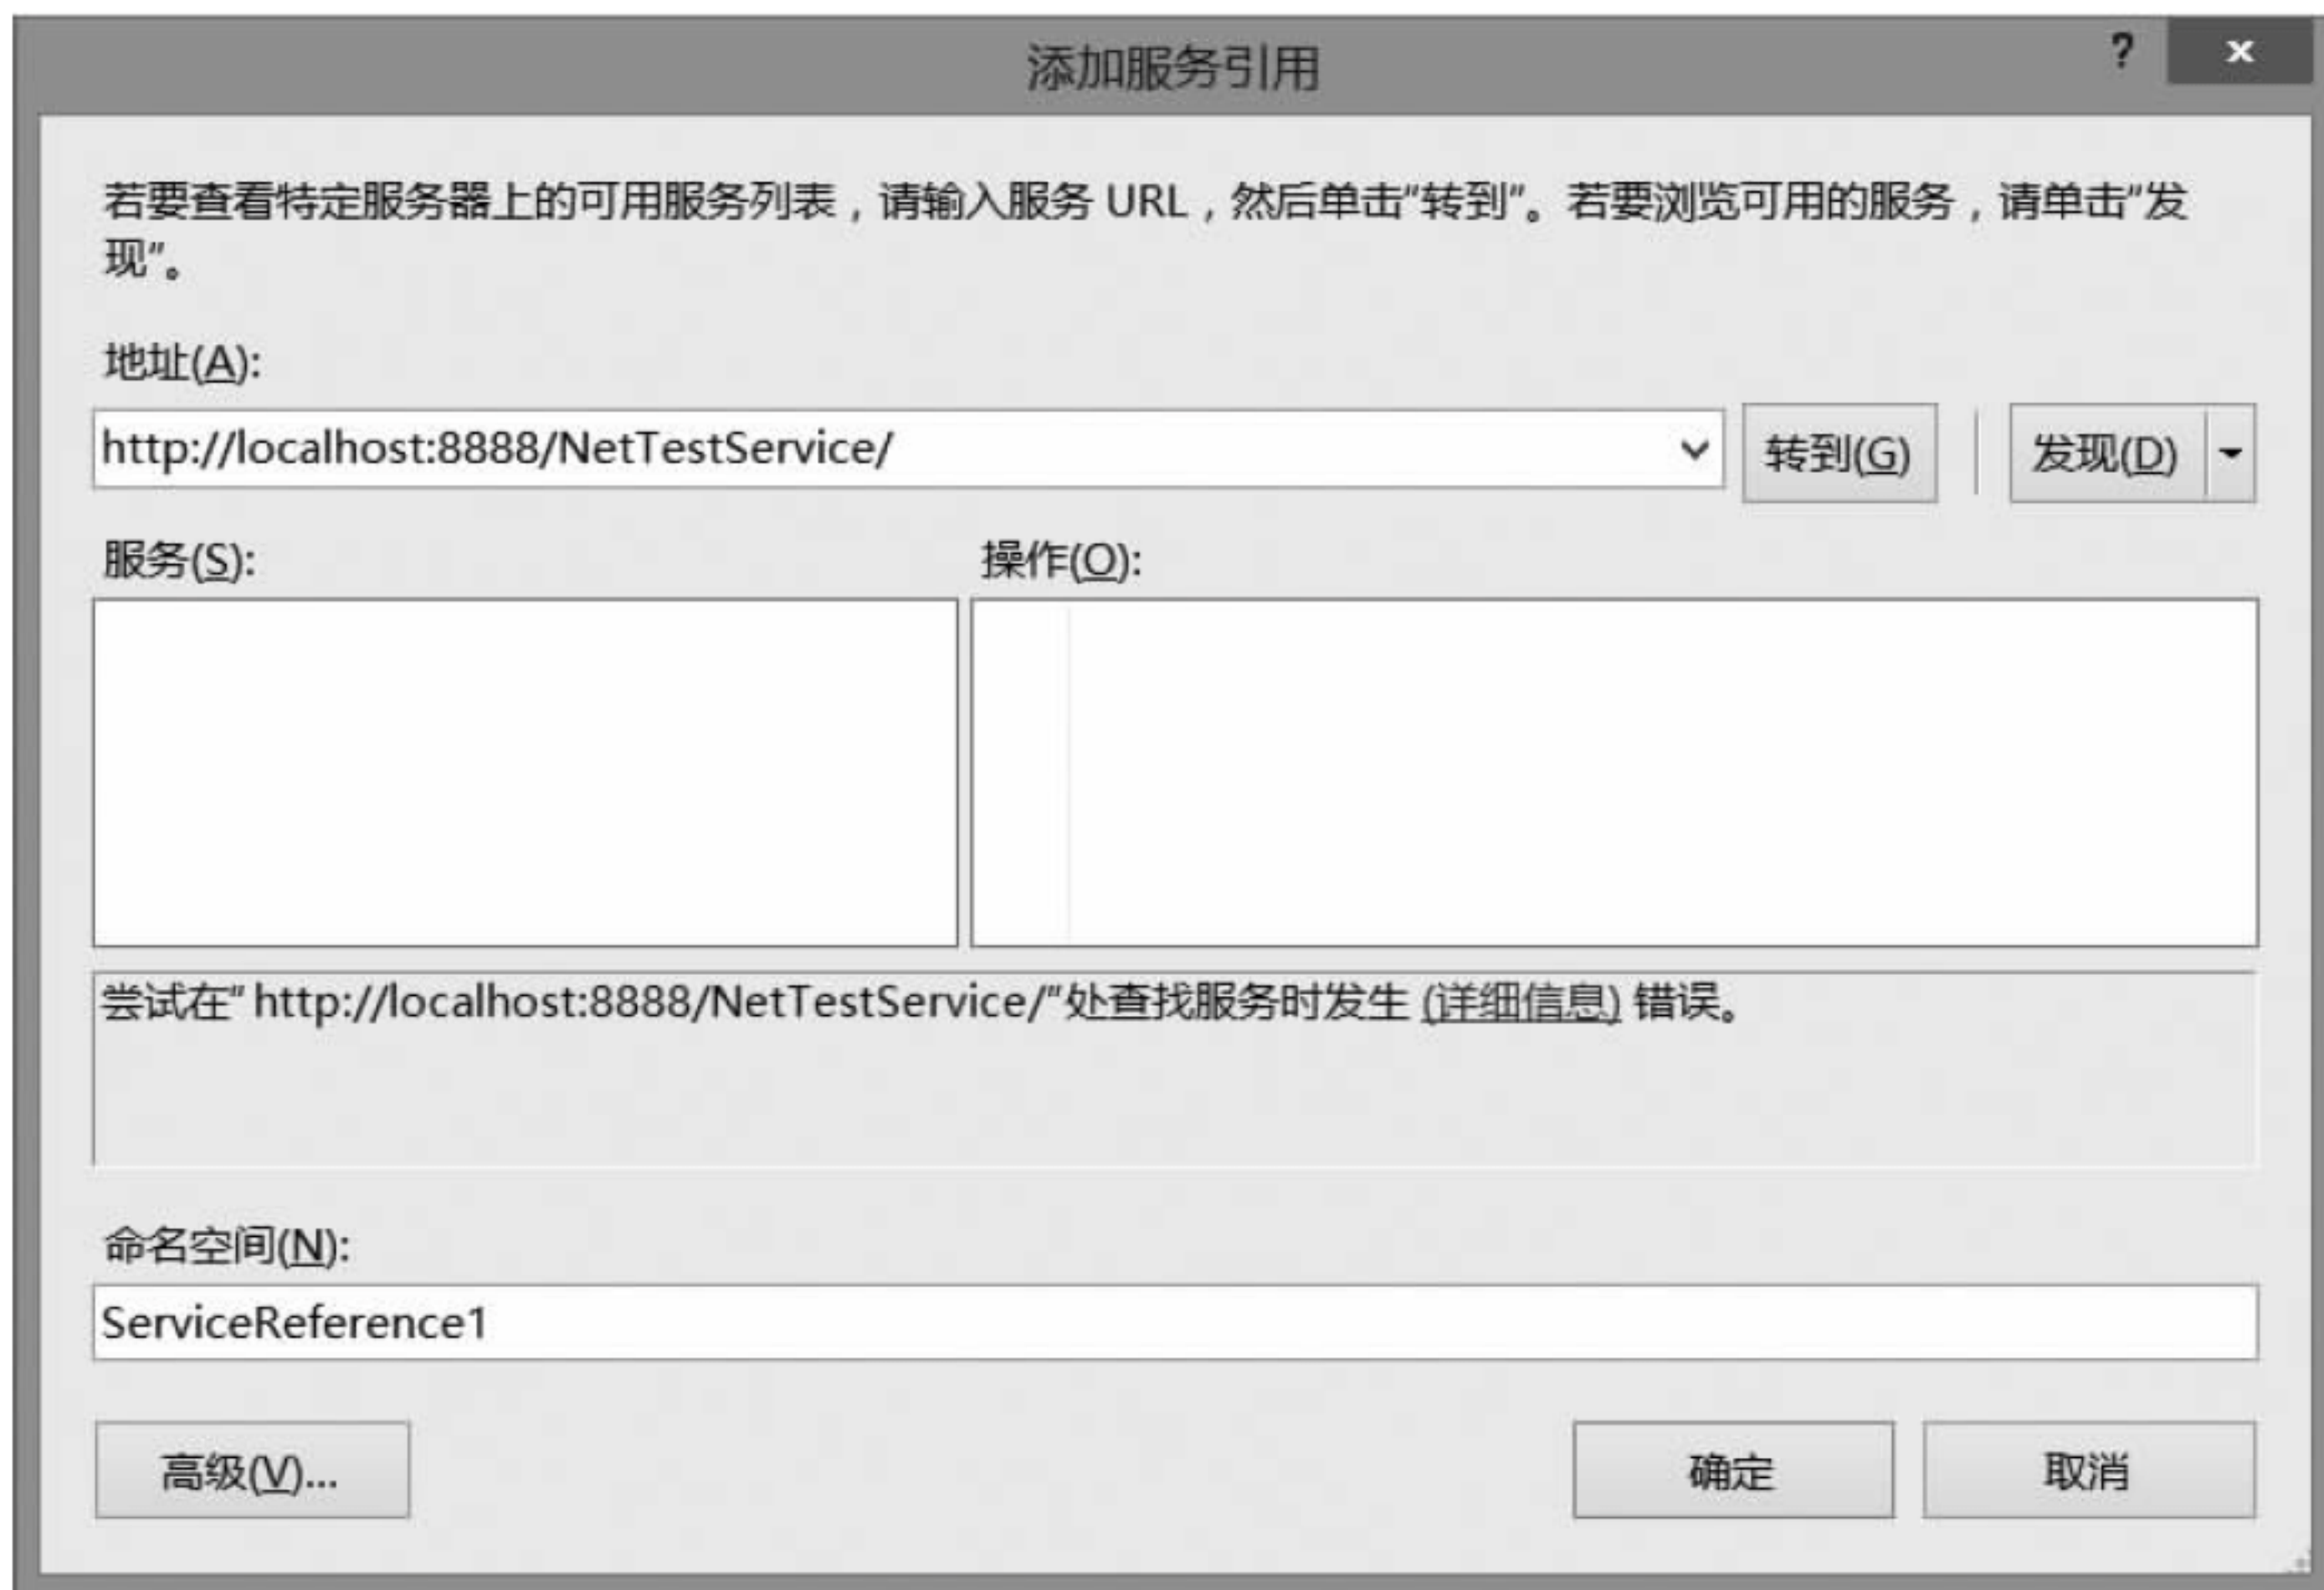 添加服务引用
? x
若要查看特定服务器上的可用服务列表，请输入服务 URL，然后单击"转到"。若要浏览可用的服务，请单击"发
现"。
地址(A):
http://localhost:8888/NetTestService/ 转到(G) 发现(D)
服务(S): 操作(O):
尝试在"http://localhost:8888/NetTestService/"处查找服务时发生 (详细信息) 错误。
命名空间(N):
ServiceReference1
高级(V)... 确定 取消